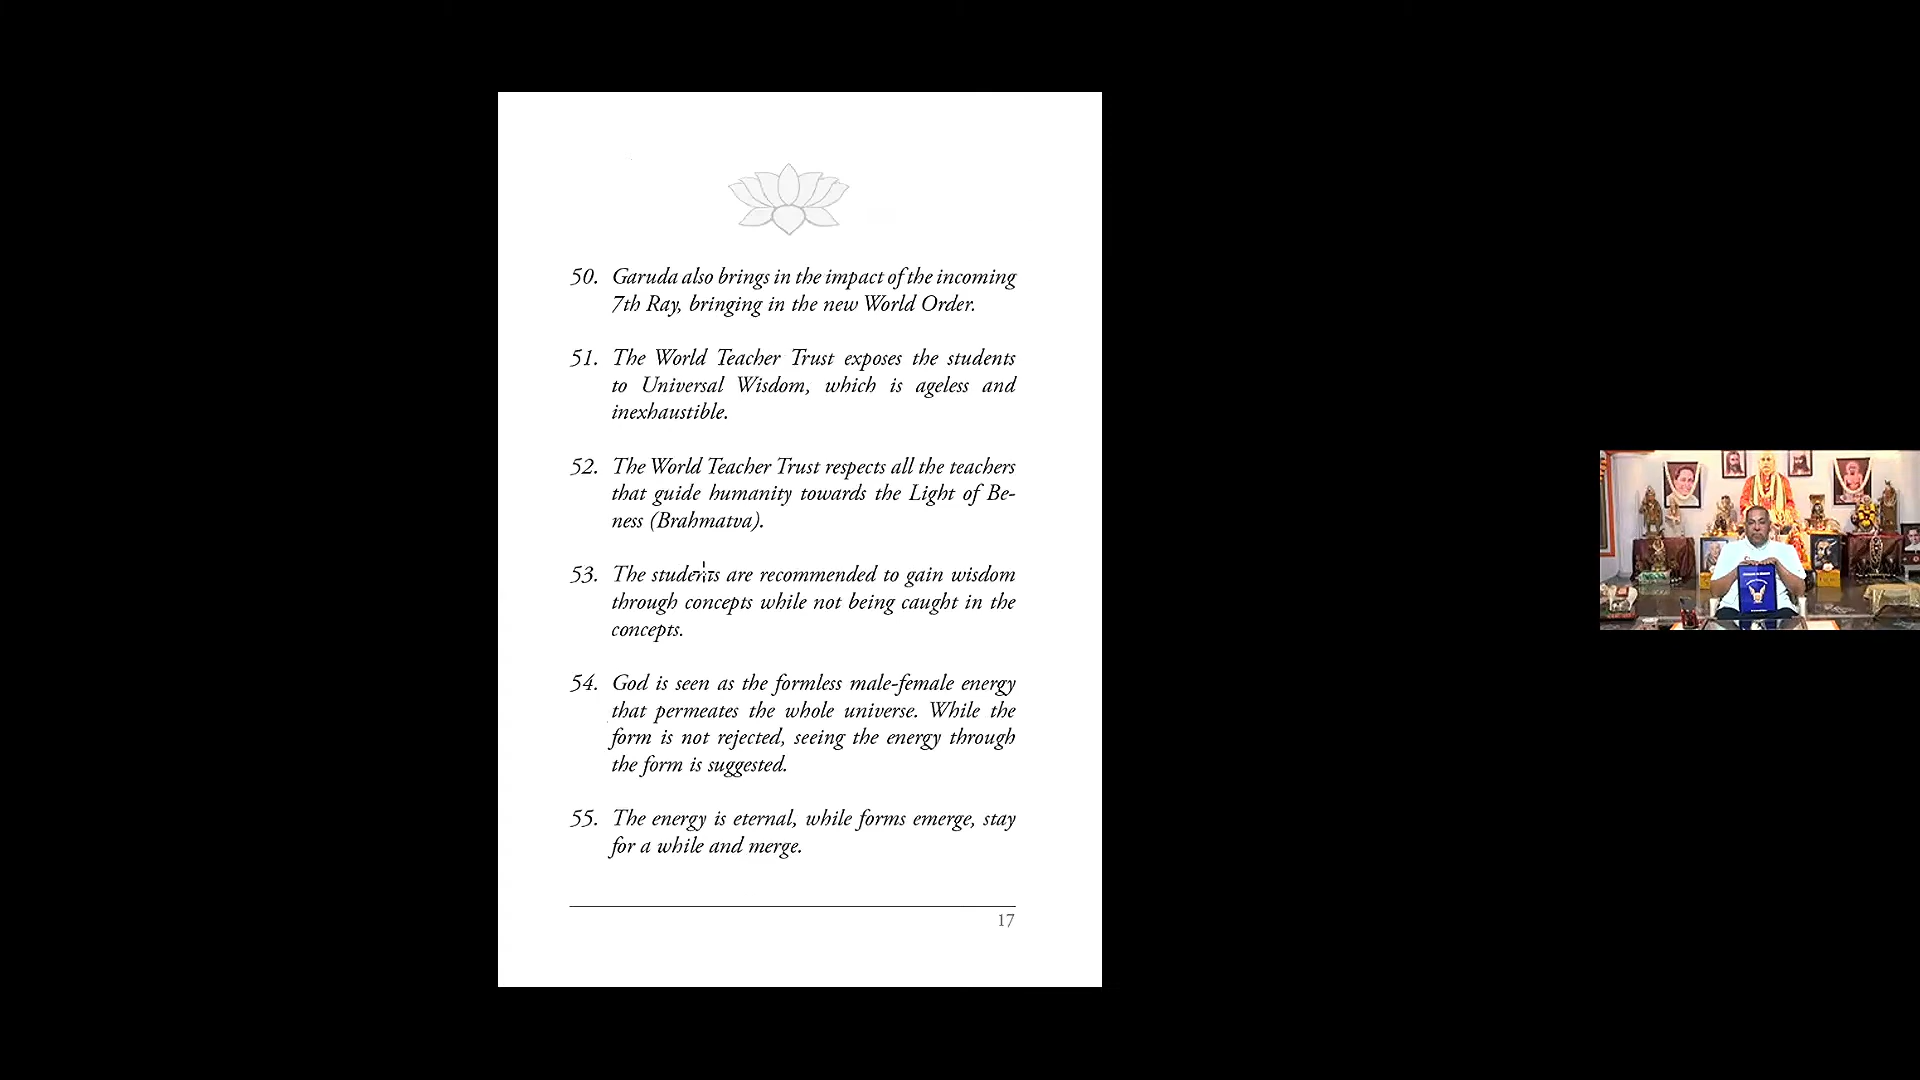 50. Garuda also brings in the impact of the incoming
7th Ray, bringing in the new World Order.
51. The World Teacher Trust exposes the students
to Universal Wisdom, which is ageless and
inexhaustible.
52. The World Teacher Trust respects all the teachers
that guide humanity towards the Light of Be-
ness (Brahmatva).
53. The students are recommended to gain wisdom
through concepts while not being caught in the
concepts.
54. God is seen as the formless male-female energy
that permeates the whole universe. While the
form is not rejected, seeing the energy through
the form is suggested.
55. The energy is eternal, while forms emerge, stay
for a while and merge.
17